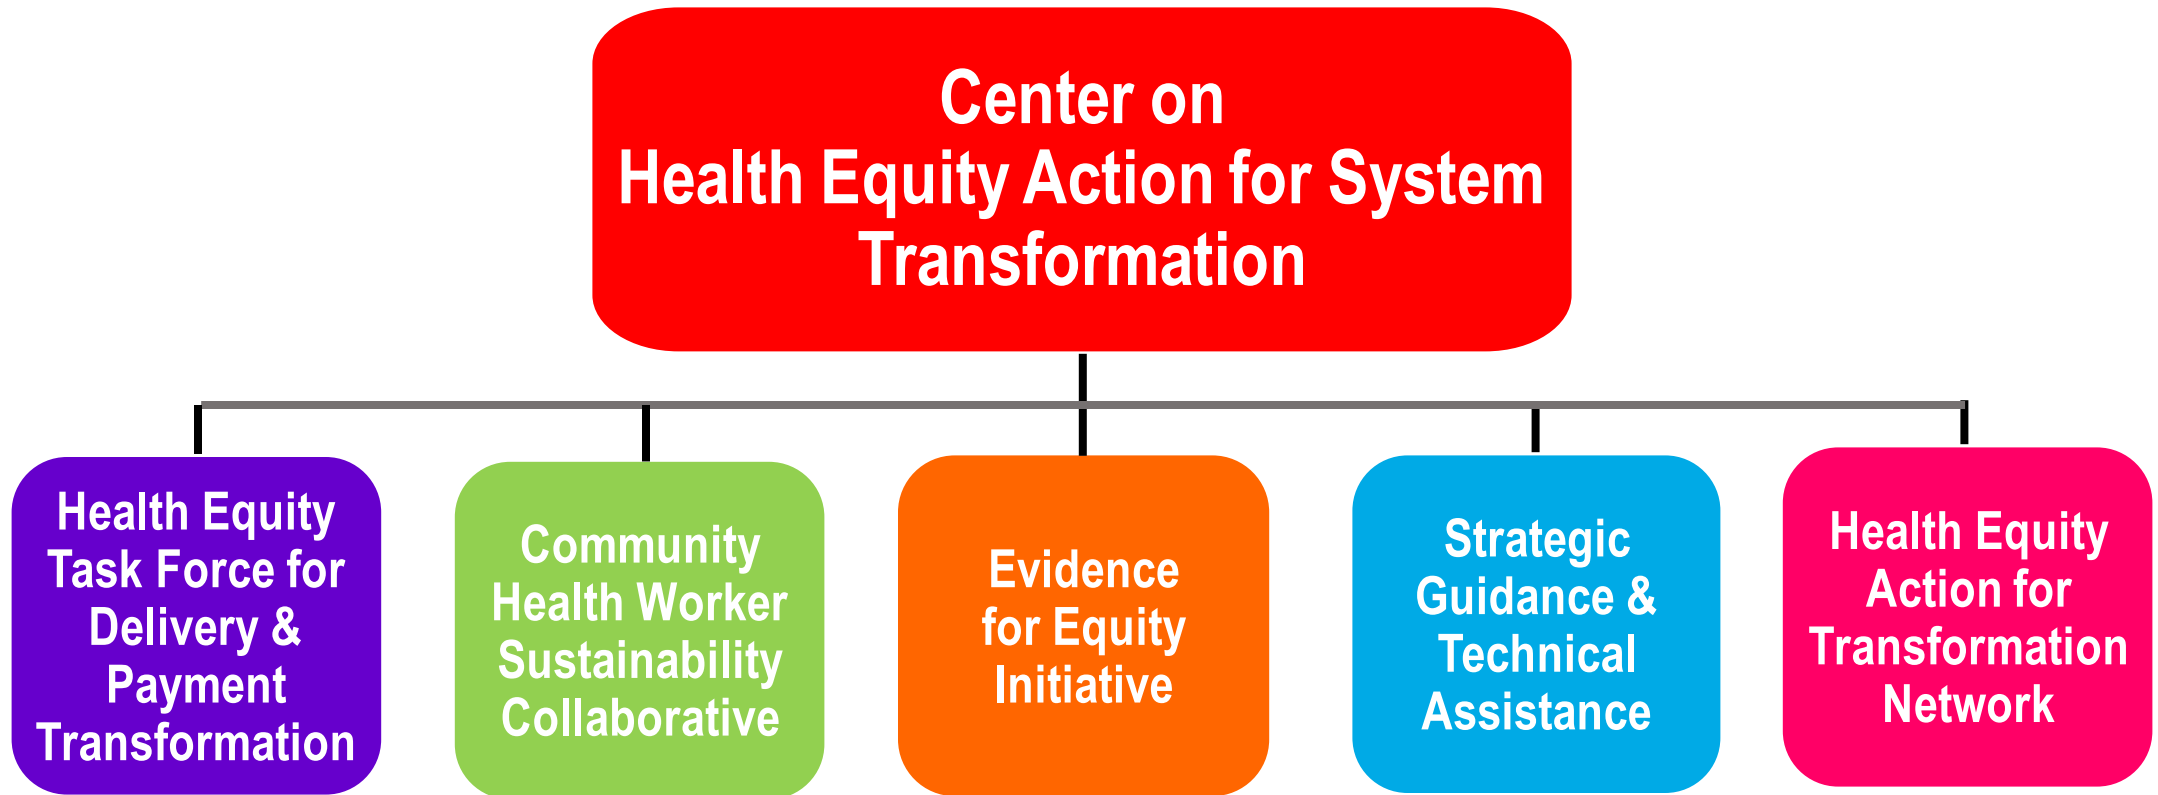 Center on
Health Equity Action for System
Transformation
Health Equity
Task Force for
Delivery &
Payment
Transformation
Community
Health Worker
Sustainability
Collaborative
Evidence
for Equity
Initiative
Strategic
Guidance &
Technical
Assistance
Health Equity
Action for
Transformation
Network